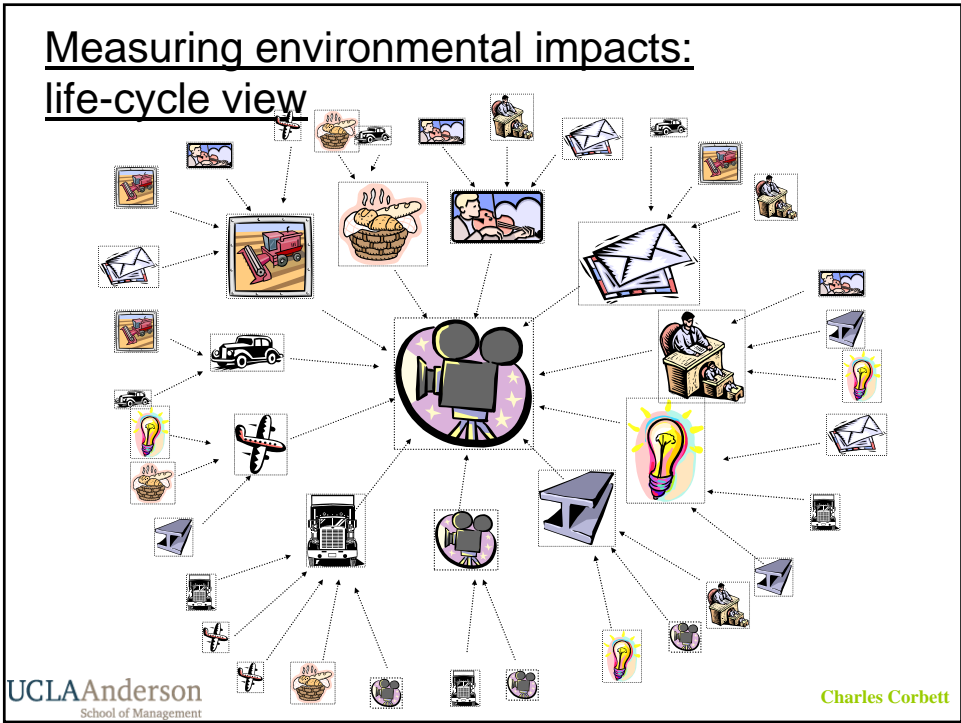 Measuring environmental impacts:
life-cycle view
UCLAAnderson
School of Management
Charles Corbett